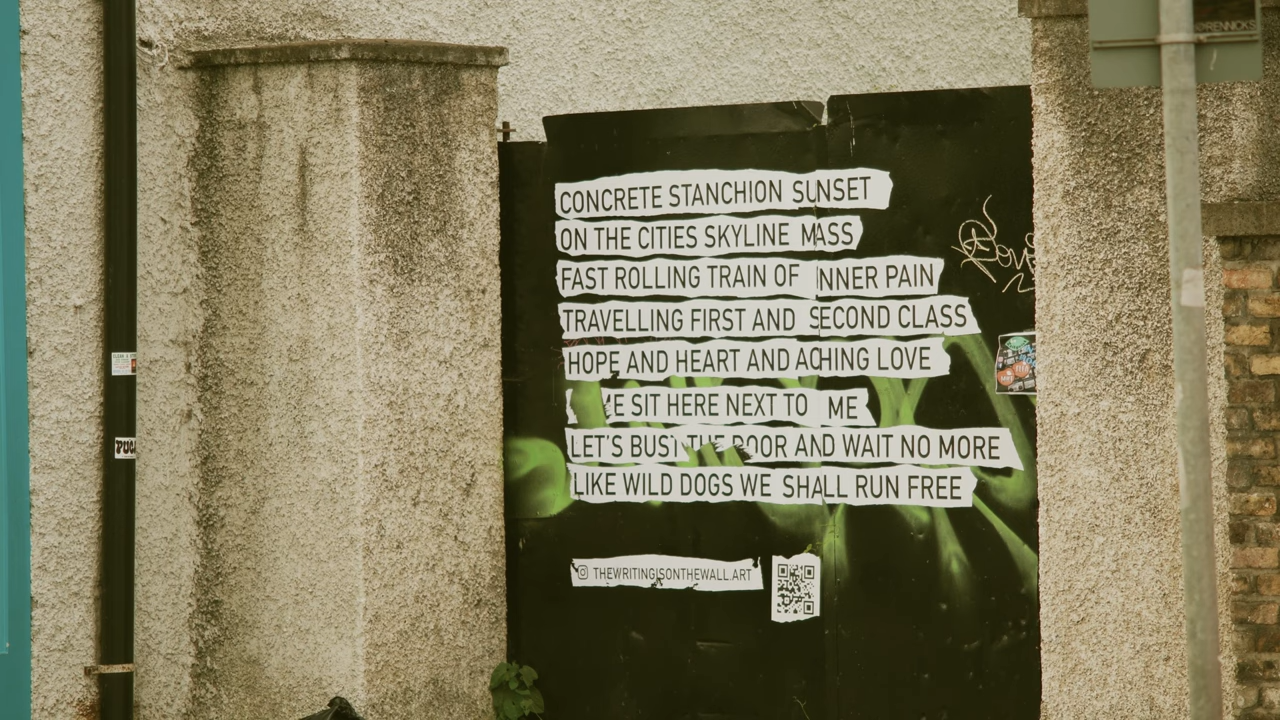 CONCRETE STANCHION SUNSET
ON THE CITIES SKYLINE MASS
FAST ROLLING TRAIN OF INNER PAIN
TRAVELLING FIRST AND SECOND CLASS
HOPE AND HEART AND ACHING LOVE
SIT HERE NEXT TO ME
LET'S BUST THE DOOR AND WAIT NO MORE
LIKE WILD DOGS WE SHALL RUN FREE
THEWRITINGISONTHEWALL.ART